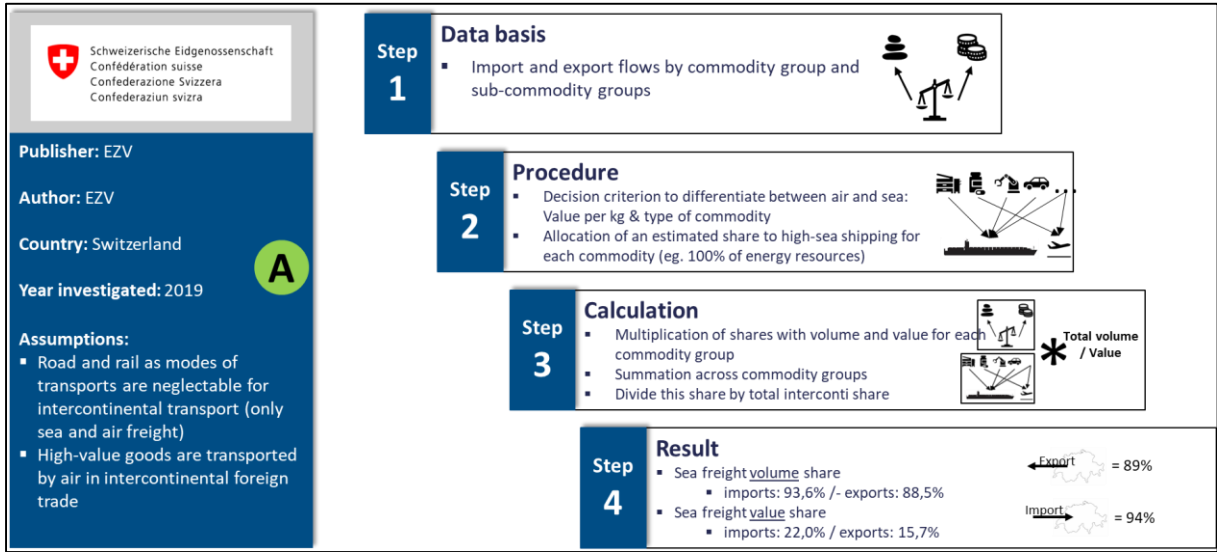 Schweizerische Eidgenossenschaft
Confédération suisse
Confederazione Svizzera
Confederaziun svizra
Publisher: EZV
Author: EZV
Country: Switzerland
A
Year investigated: 2019
Assumptions:
▪ Road and rail as modes of
transports are neglectable for
intercontinental transport (only
sea and air freight)
▪ High-value goods are transported
by air in intercontinental foreign
trade
Step
1
Data basis
▪ Import and export flows by commodity group and
sub-commodity groups
Step
2
Procedure
▪ Decision criterion to differentiate between air and sea:
Value per kg & type of commodity
▪ Allocation of an estimated share to high-sea shipping for
each commodity (eg. 100% of energy resources)
...
Step
3
Calculation
▪ Multiplication of shares with volume and value for each
commodity group
▪ Summation across commodity groups
▪ Divide this share by total interconti share
* Total volume
/ Value
Step
4
Result
▪ Sea freight volume share
▪ imports: 93,6% /- exports: 88,5%
▪ Sea freight value share
▪ imports: 22,0% / exports: 15,7%
Export = 89%
Import = 94%